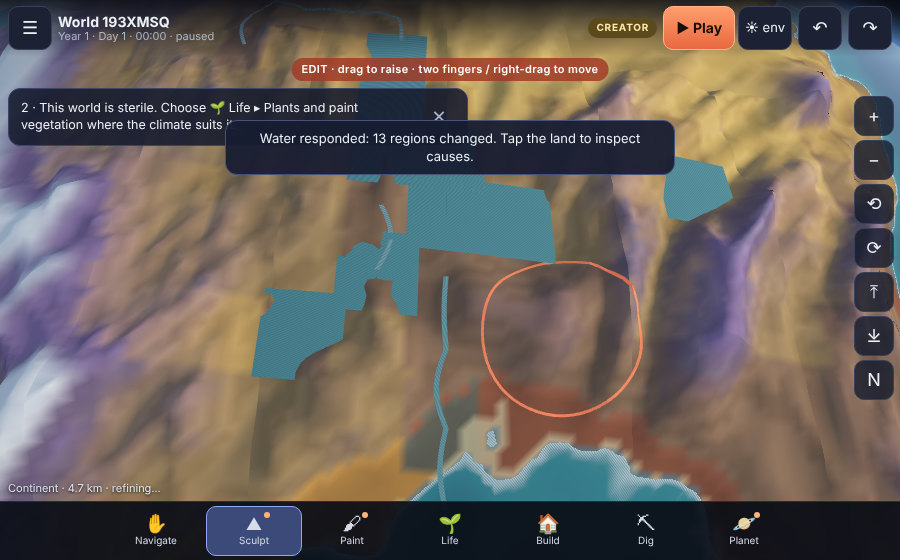 ☰
World 193XMSQ
Year 1 · Day 1 · 00:00 · paused
CREATOR
▶ Play
☀ env
↶
↷
EDIT · drag to raise · two fingers / right-drag to move
2 · This world is sterile. Choose 🌱 Life ▸ Plants and paint
vegetation where the climate suits
✕
Water responded: 13 regions changed. Tap the land to inspect
causes.
+
−
⟲
⟳
⤒
N
Continent · 4.7 km · refining…
Navigate
Sculpt
Paint
Life
Build
Dig
Planet